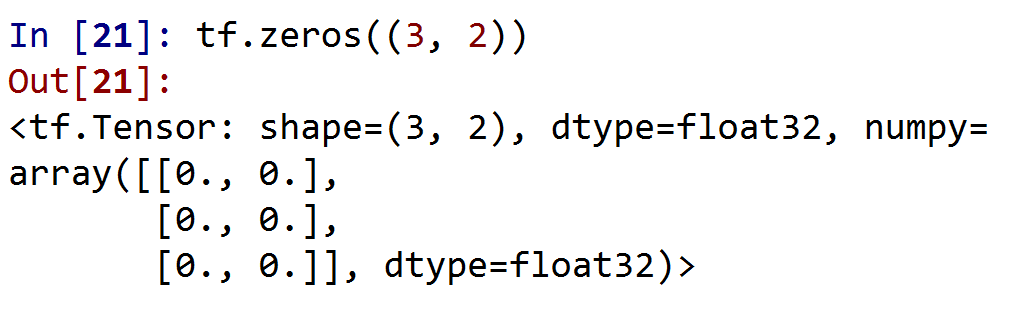 In [21]: tf.zeros((3, 2))
Out[21]:
<tf.Tensor: shape=(3, 2), dtype=float32, numpy=
array([[0., 0.],
       [0., 0.],
       [0., 0.]], dtype=float32)>